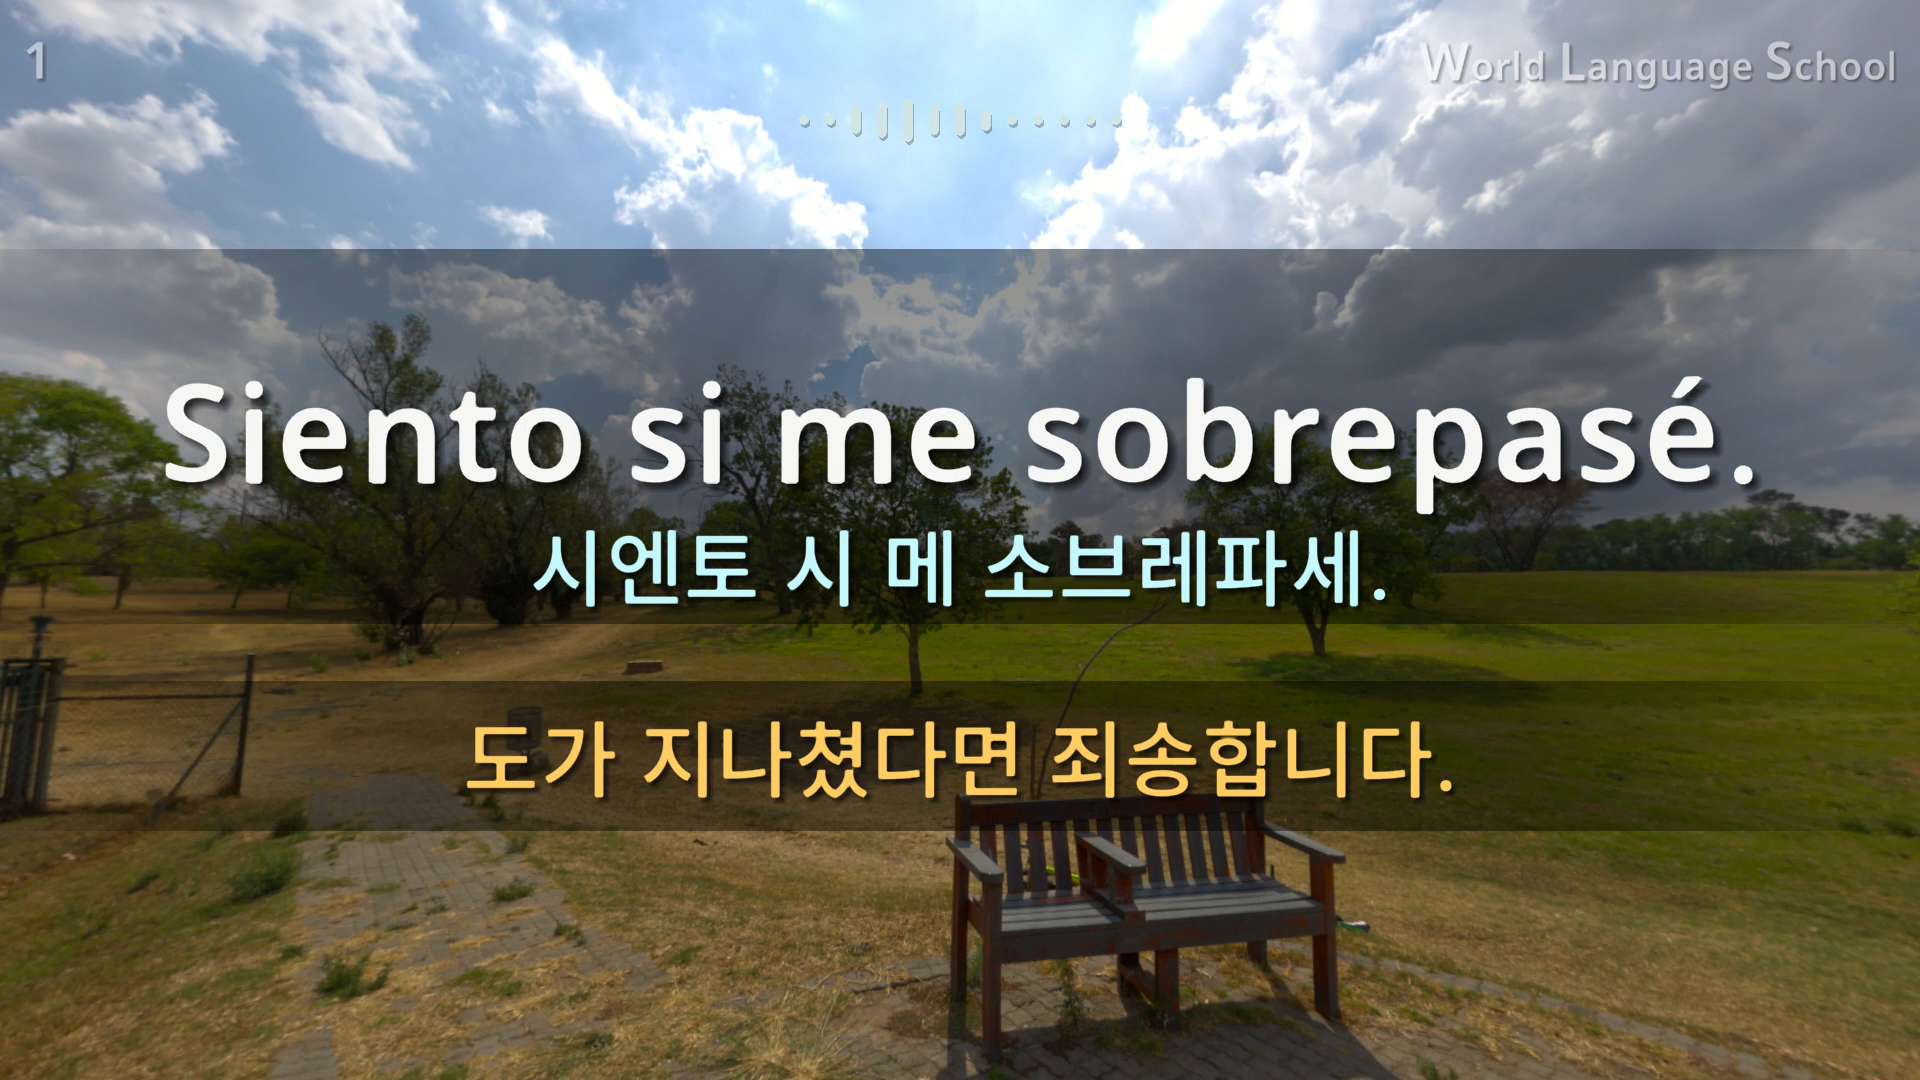 1
World Language School
Siento si me sobrepasé.
시엔토 시 메 소브레파세.
도가 지나쳤다면 죄송합니다.